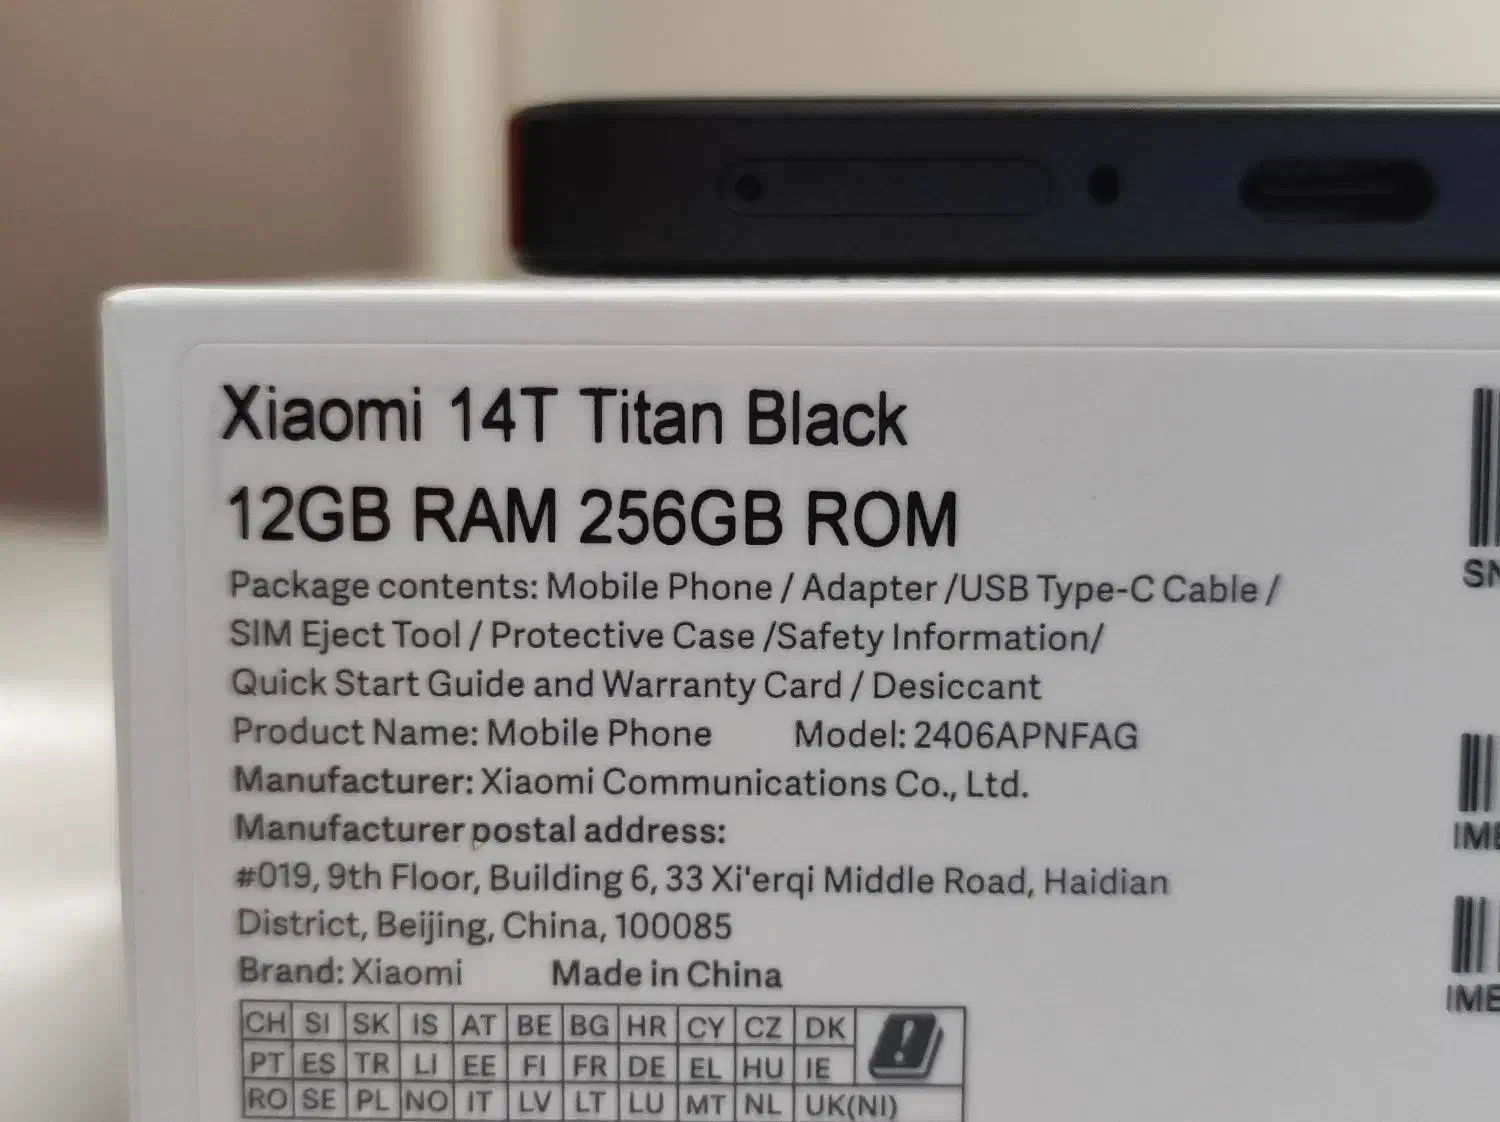 Xiaomi 14T Titan Black
12GB RAM 256GB ROM
Package contents: Mobile Phone / Adapter /USB Type-C Cable /
SIM Eject Tool / Protective Case /Safety Information/
Quick Start Guide and Warranty Card / Desiccant
Product Name: Mobile Phone Model: 2406APNFAG
Manufacturer: Xiaomi Communications Co., Ltd.
Manufacturer postal address:
#019, 9th Floor, Building 6, 33 Xi'erqi Middle Road, Haidian
District, Beijing, China, 100085
Brand: Xiaomi Made in China
CH SI SK IS AT BE BG HR CY CZ DK
PT ES TR LI EE FI FR DE EL HU IE
RO SE PL NO IT LV LT LU MT NL UK(NI)
SN
IME
IME